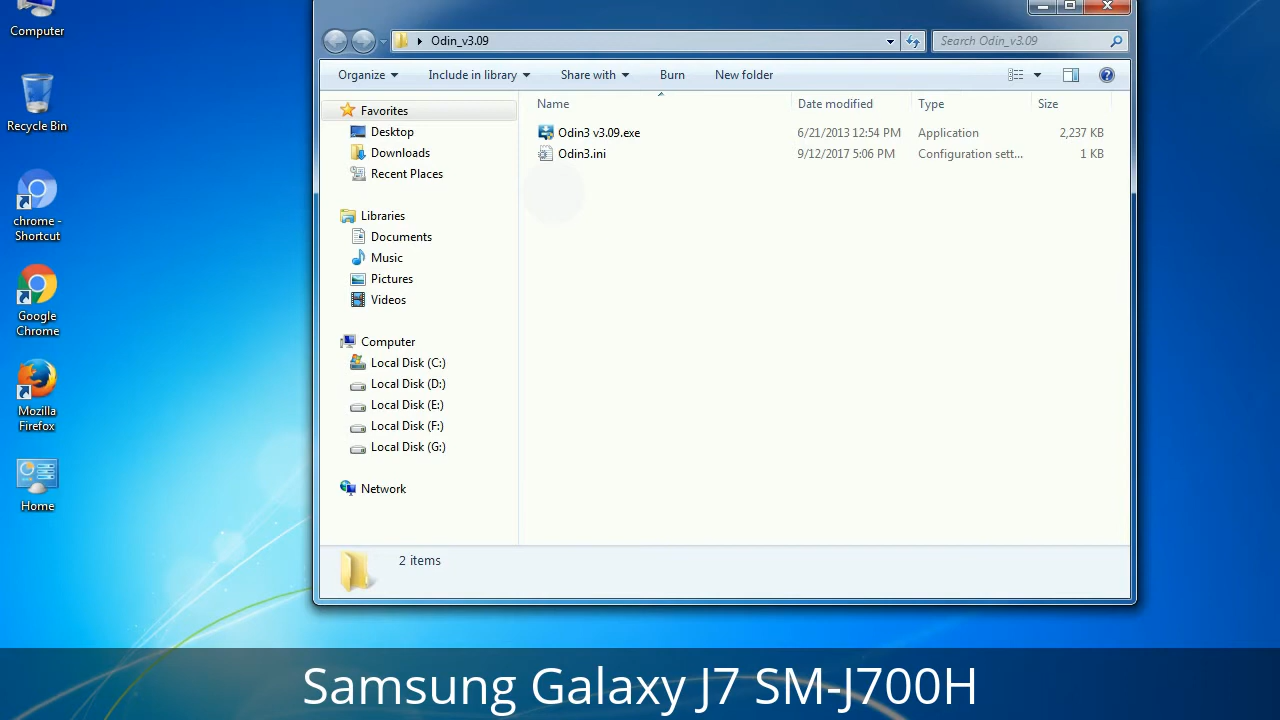 Computer
Recycle Bin
chrome -
Shortcut
Google
Chrome
Mozilla
Firefox
Home
Odin_v3.09
Search Odin_v3.09
Organize
Include in library
Share with
Burn
New folder
Favorites
Desktop
Downloads
Recent Places
Libraries
Documents
Music
Pictures
Videos
Computer
Local Disk (C:)
Local Disk (D:)
Local Disk (E:)
Local Disk (F:)
Local Disk (G:)
Network
Name Date modified Type Size
Odin3 v3.09.exe 6/21/2013 12:54 PM Application 2,237 KB
Odin3.ini 9/12/2017 5:06 PM Configuration sett... 1 KB
2 items
Samsung Galaxy J7 SM-J700H